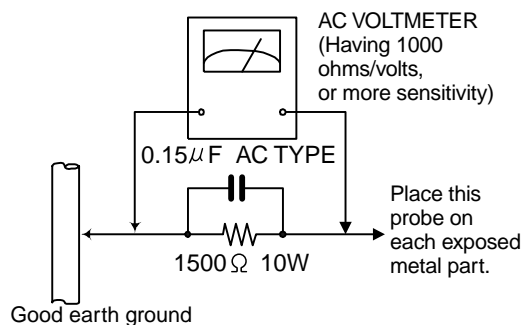 AC VOLTMETER
(Having 1000
ohms/volts,
or more sensitivity)
0.15μF AC TYPE
Place this
probe on
each exposed
metal part.
1500Ω 10W
Good earth ground